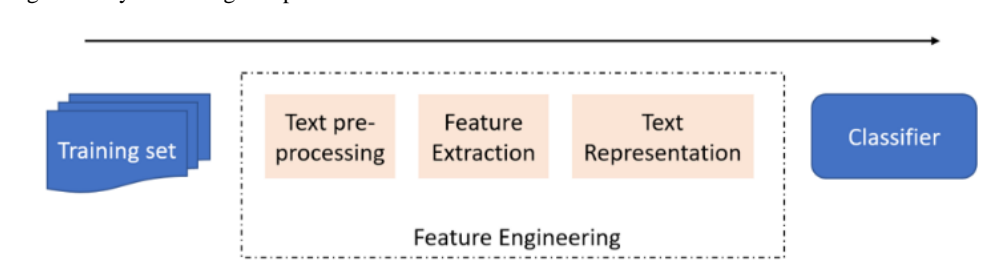 Training set
Text pre-
processing
Feature
Extraction
Text
Representation
Classifier
Feature Engineering